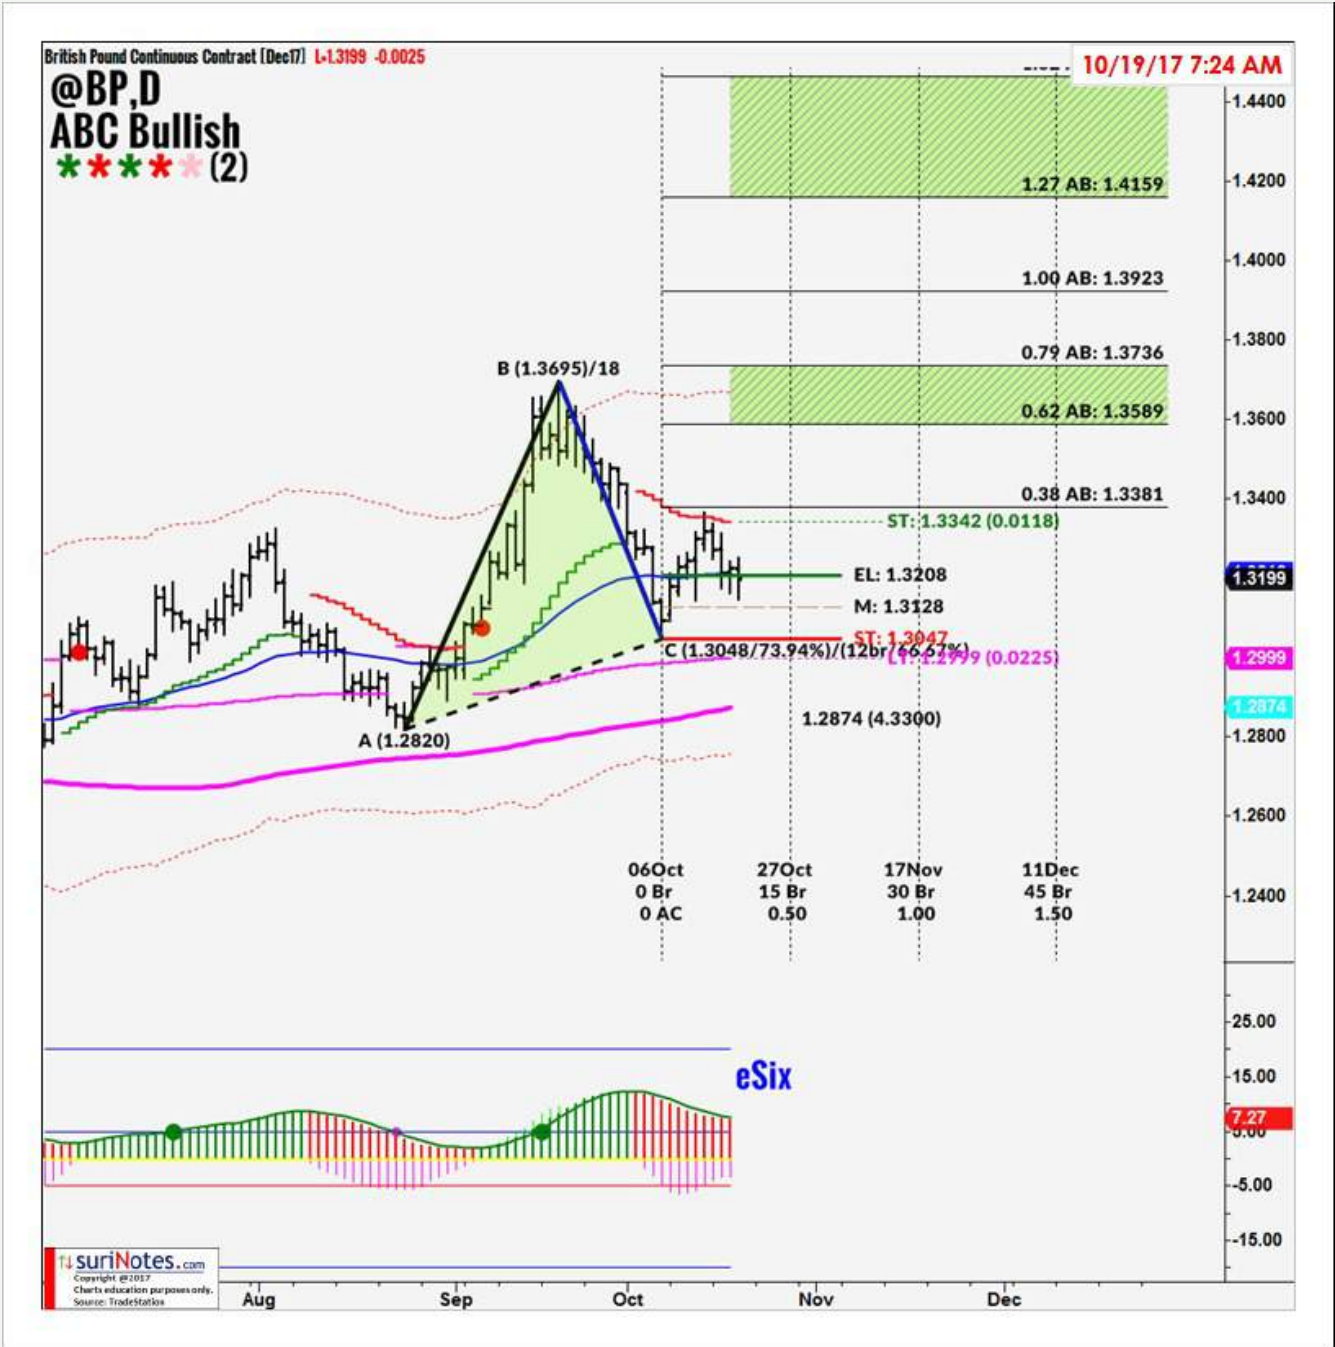 British Pound Continuous Contract [Dec17] L=1.3199 -0.0025
10/19/17 7:24 AM
@BP,D
ABC Bullish
* * * * * (2)
1.4400
1.27 AB: 1.4159
1.4200
1.4000
1.00 AB: 1.3923
1.3800
0.79 AB: 1.3736
B (1.3695)/18
0.62 AB: 1.3589
1.3600
0.38 AB: 1.3381
1.3400
ST: 1.3342 (0.0118)
EL: 1.3208
1.3199
M: 1.3128
ST: 1.3047
C (1.3048/73.94%)/(12br/66.67%)
LT: 1.2999 (0.0225)
1.2999
1.2874
1.2874 (4.3300)
A (1.2820)
1.2800
1.2600
06Oct 27Oct 17Nov 11Dec
0 Br 15 Br 30 Br 45 Br
0 AC 0.50 1.00 1.50
1.2400
25.00
eSix
15.00
7.27
5.00
-5.00
-15.00
suriNotes.com
Copyright @2017
Charts education purposes only.
Source: TradeStation
Aug Sep Oct Nov Dec